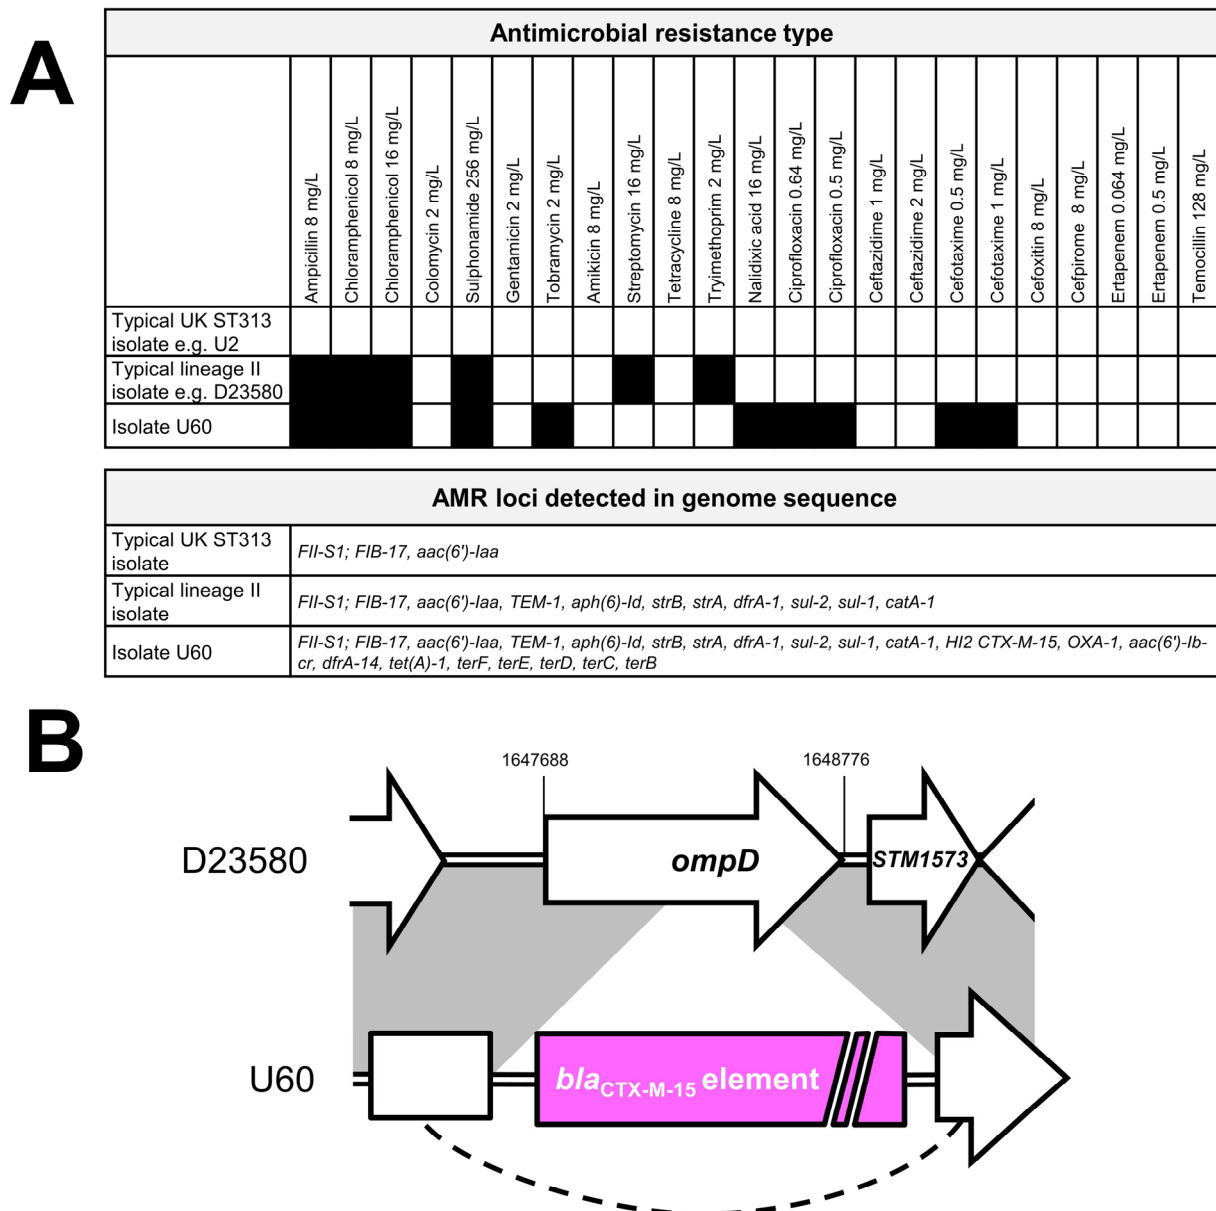 A
Antimicrobial resistance type
Ampicillin 8 mg/L
Chloramphenicol 8 mg/L
Chloramphenicol 16 mg/L
Colomycin 2 mg/L
Sulphonamide 256 mg/L
Gentamicin 2 mg/L
Tobramycin 2 mg/L
Amikicin 8 mg/L
Streptomycin 16 mg/L
Tetracycline 8 mg/L
Tryimethoprim 2 mg/L
Nalidixic acid 16 mg/L
Ciprofloxacin 0.64 mg/L
Ciprofloxacin 0.5 mg/L
Ceftazidime 1 mg/L
Ceftazidime 2 mg/L
Cefotaxime 0.5 mg/L
Cefotaxime 1 mg/L
Cefoxitin 8 mg/L
Cefpirome 8 mg/L
Ertapenem 0.064 mg/L
Ertapenem 0.5 mg/L
Temocillin 128 mg/L
Typical UK ST313
isolate e.g. U2
Typical lineage II
isolate e.g. D23580
Isolate U60
AMR loci detected in genome sequence
Typical UK ST313
isolate
FII-S1; FIB-17, aac(6')-Iaa
Typical lineage II
isolate
FII-S1; FIB-17, aac(6')-Iaa, TEM-1, aph(6)-Id, strB, strA, dfrA-1, sul-2, sul-1, catA-1
Isolate U60
FII-S1; FIB-17, aac(6')-Iaa, TEM-1, aph(6)-Id, strB, strA, dfrA-1, sul-2, sul-1, catA-1, HI2 CTX-M-15, OXA-1, aac(6')-Ib-
cr, dfrA-14, tet(A)-1, terF, terE, terD, terC, terB
B
1647688
1648776
D23580
ompD
STM1573
U60
blaCTX-M-15 element